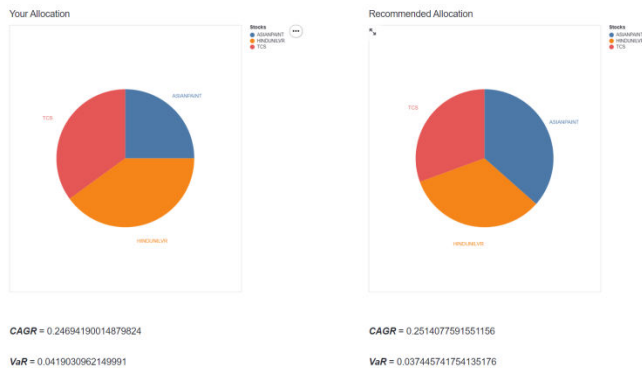 Your Allocation
Stocks
ASIANPAINT
HINDUNILVR
TCS
TCS
ASIANPAINT
HINDUNILVR
CAGR = 0.24694190014879824
VaR = 0.0419030962149991
Recommended Allocation
Stocks
ASIANPAINT
HINDUNILVR
TCS
TCS
ASIANPAINT
HINDUNILVR
CAGR = 0.2514077591551156
VaR = 0.037445741754135176